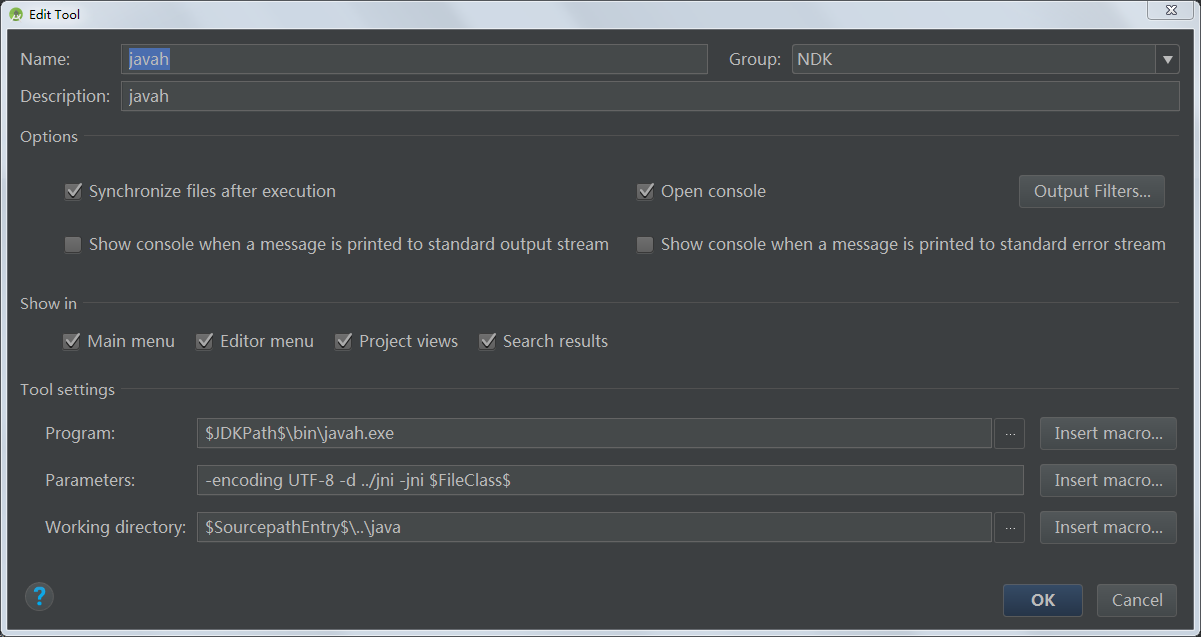 Edit Tool
Name: javah Group: NDK
Description: javah
Options
Synchronize files after execution Open console Output Filters...
Show console when a message is printed to standard output stream Show console when a message is printed to standard error stream
Show in
Main menu Editor menu Project views Search results
Tool settings
Program: $JDKPath$\bin\javah.exe ... Insert macro...
Parameters: -encoding UTF-8 -d ../jni -jni $FileClass$ Insert macro...
Working directory: $SourcepathEntry$\..\java ... Insert macro...
? OK Cancel